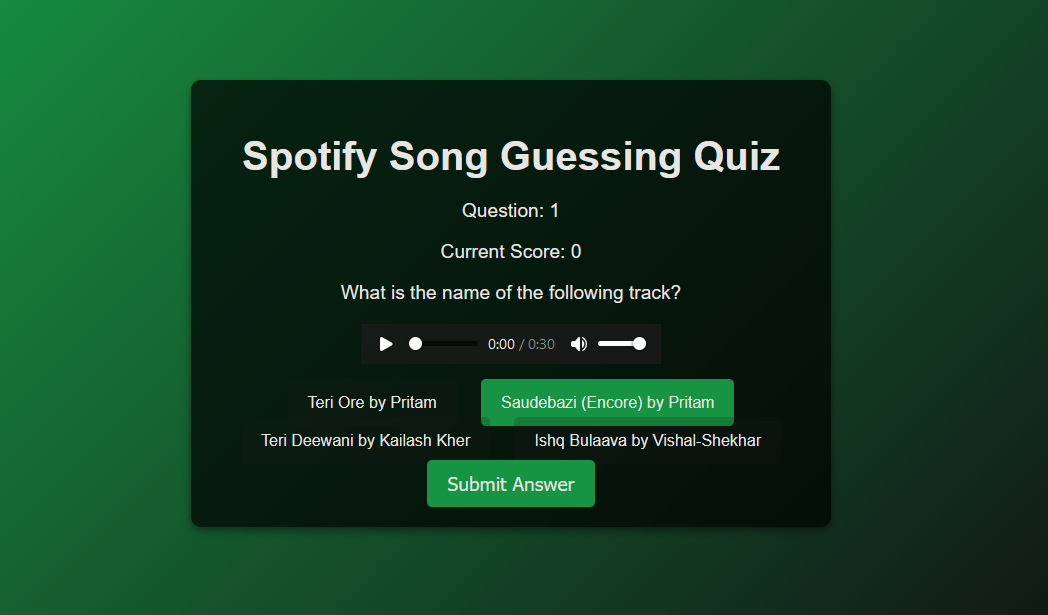 Spotify Song Guessing Quiz
Question: 1
Current Score: 0
What is the name of the following track?
0:00 / 0:30
Teri Ore by Pritam
Saudebazi (Encore) by Pritam
Teri Deewani by Kailash Kher
Ishq Bulaava by Vishal-Shekhar
Submit Answer